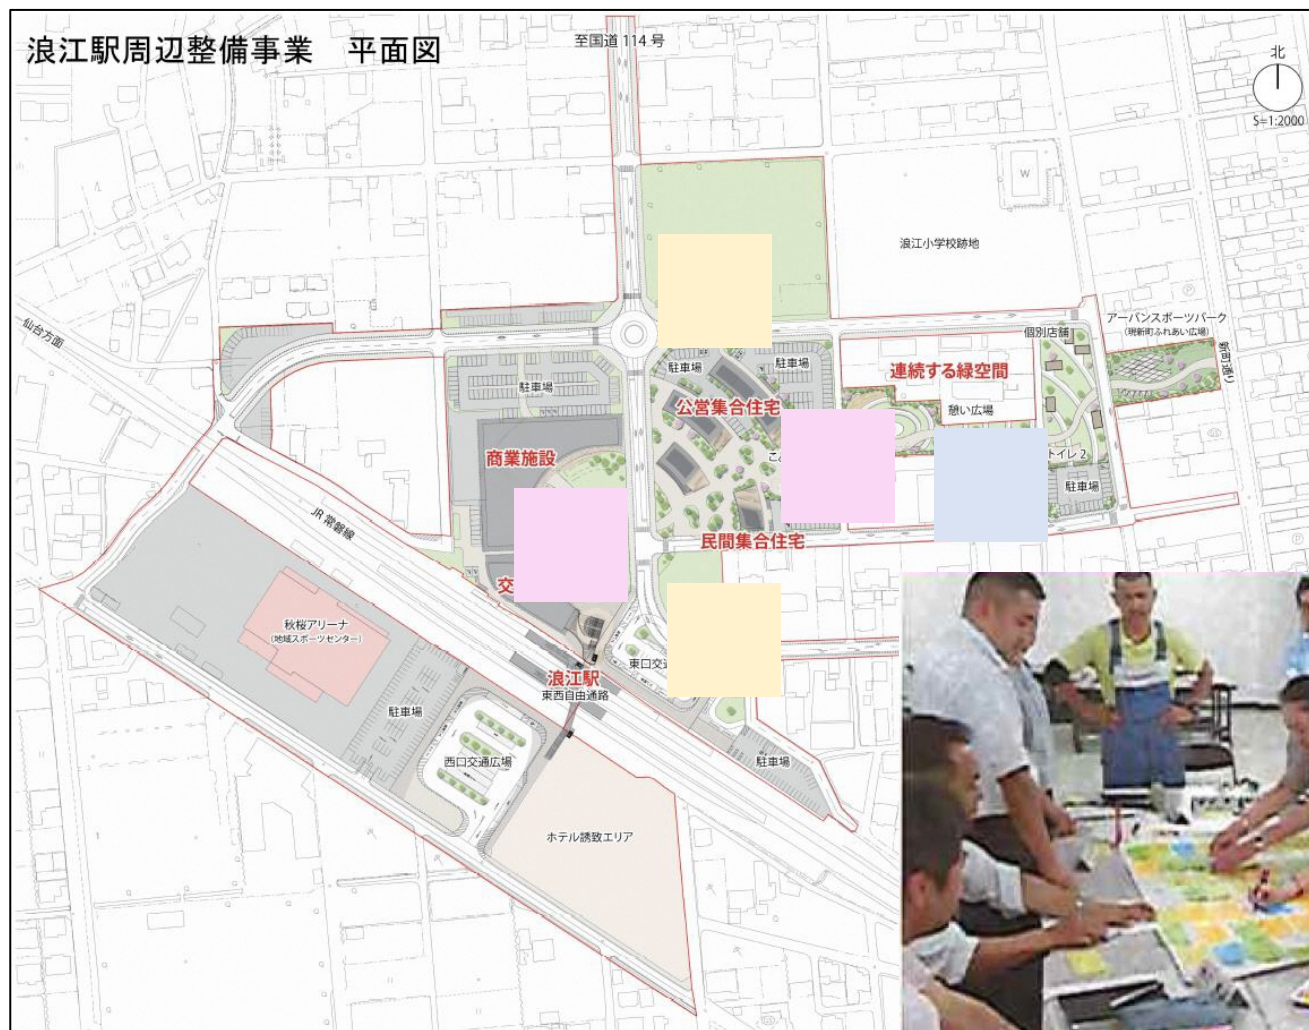 浪江駅周辺整備事業　平面図
至国道 114 号
北
S=1:2000
W
浪江小学校跡地
仙台方面
アーバンスポーツパーク
(現新町ふれあい広場)
新町通り
個別店舗
駐車場
駐車場
駐車場
連続する緑空間
公営集合住宅
憩い広場
商業施設
こど
トイレ 2
駐車場
JR 常磐線
民間集合住宅
交
秋桜アリーナ
(地域スポーツセンター)
東口交通
浪江駅
東西自由通路
駐車場
西口交通広場
駐車場
ホテル誘致エリア